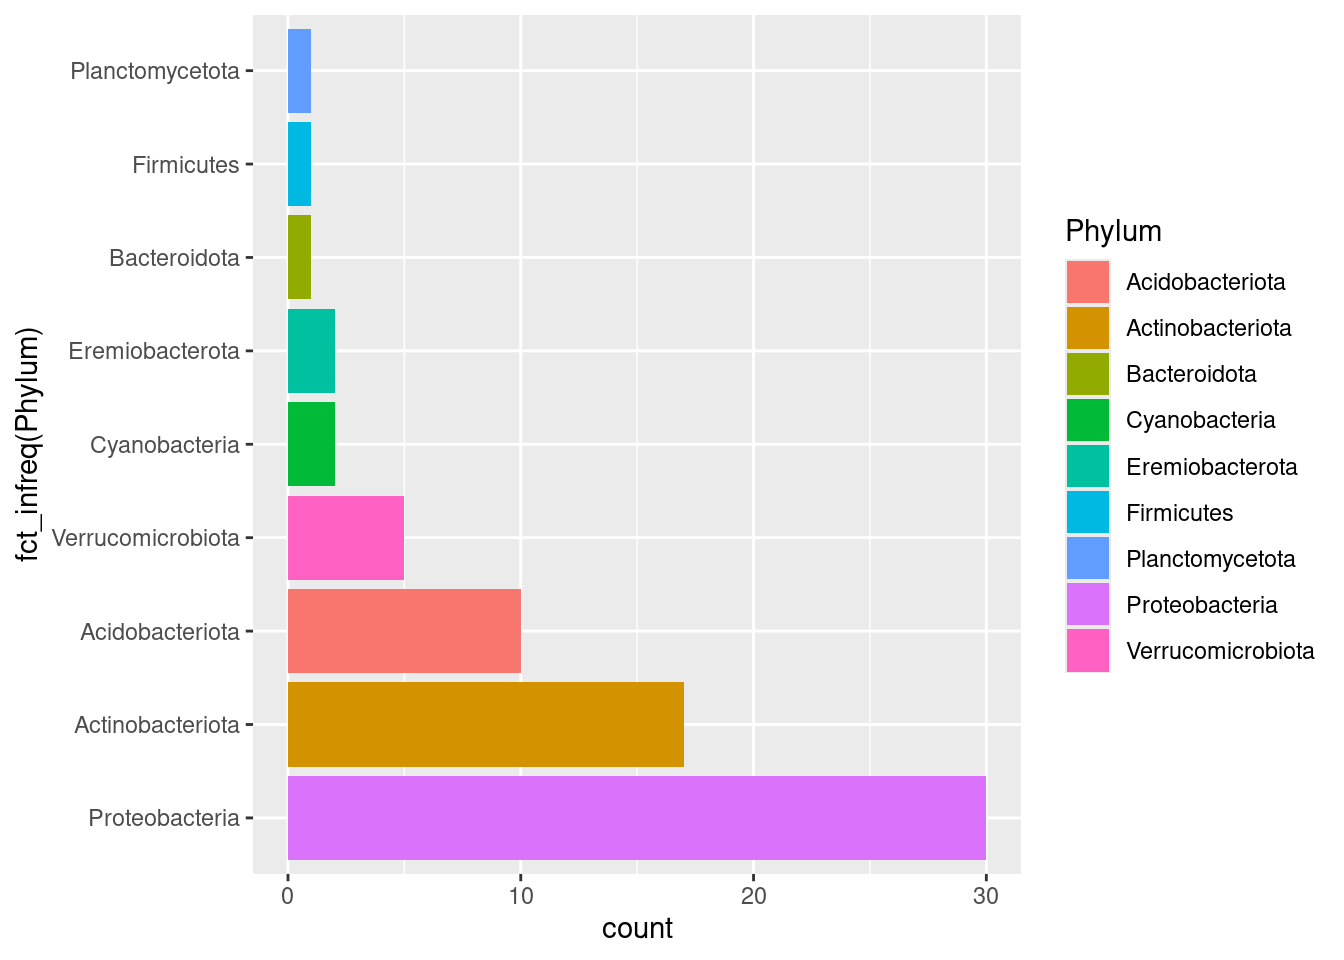 fct_infreq(Phylum)
Planctomycetota
Firmicutes
Bacteroidota
Eremiobacterota
Cyanobacteria
Verrucomicrobiota
Acidobacteriota
Actinobacteriota
Proteobacteria
0 10 20 30
count
Phylum
Acidobacteriota
Actinobacteriota
Bacteroidota
Cyanobacteria
Eremiobacterota
Firmicutes
Planctomycetota
Proteobacteria
Verrucomicrobiota